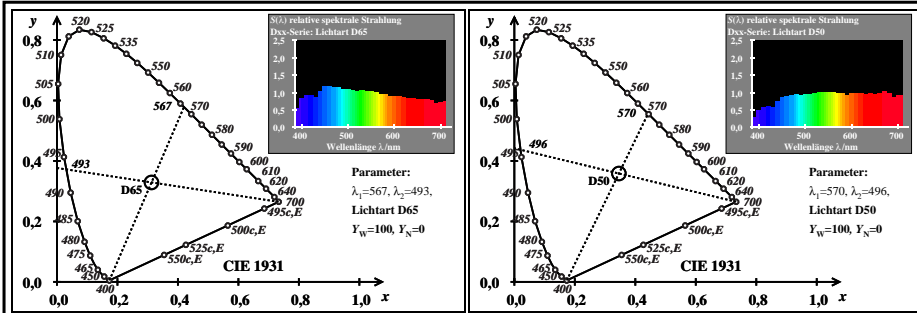 y
520
525
535
550
560
567
570
580
590
600
610
620
640
700
510
505
500
495
493
490
485
480
475
465
450
400
495c,E
500c,E
525c,E
550c,E
D65
CIE 1931
0,8
0,6
0,4
0,2
0,0
0,0 0,2 0,4 0,6 0,8 1,0
x
S(λ) relative spektrale Strahlung
Dxx-Serie: Lichtart D65
2,5
2,0
1,5
1,0
0,5
0,0
400 500 600 700
Wellenlänge λ/nm
Parameter:
λ₁=567, λ₂=493,
Lichtart D65
Y_W=100, Y_N=0
y
520
525
535
550
560
570
570
580
590
600
610
620
640
700
510
505
500
496
495
490
485
480
475
465
450
400
495c,E
500c,E
525c,E
550c,E
D50
CIE 1931
0,8
0,6
0,4
0,2
0,0
0,0 0,2 0,4 0,6 0,8 1,0
x
S(λ) relative spektrale Strahlung
Dxx-Serie: Lichtart D50
2,5
2,0
1,5
1,0
0,5
0,0
400 500 600 700
Wellenlänge λ/nm
Parameter:
λ₁=570, λ₂=496,
Lichtart D50
Y_W=100, Y_N=0